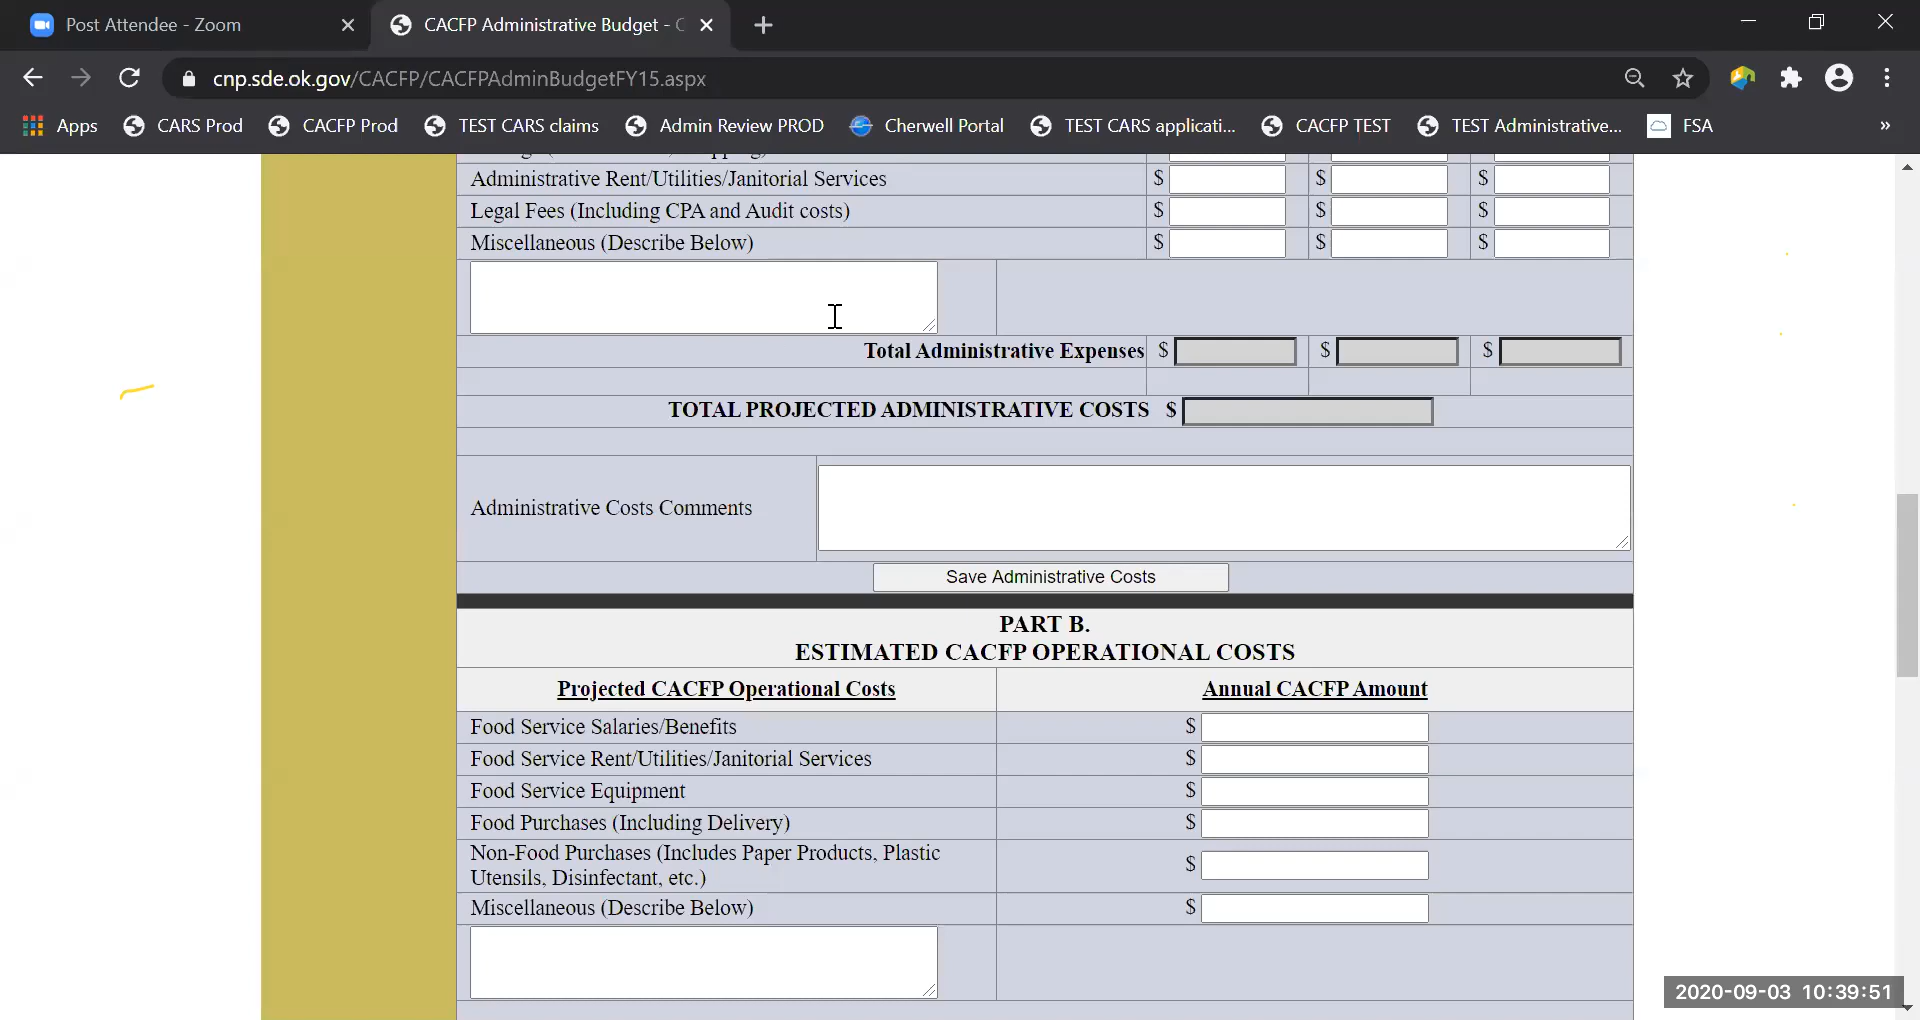 Post Attendee - Zoom
CACFP Administrative Budget - C
cnp.sde.ok.gov/CACFP/CACFPAdminBudgetFY15.aspx
Apps CARS Prod CACFP Prod TEST CARS claims Admin Review PROD Cherwell Portal TEST CARS applicati... CACFP TEST TEST Administrative... FSA »
Administrative Rent/Utilities/Janitorial Services $ $ $
Legal Fees (Including CPA and Audit costs) $ $ $
Miscellaneous (Describe Below) $ $ $
Total Administrative Expenses $ $ $
TOTAL PROJECTED ADMINISTRATIVE COSTS $
Administrative Costs Comments
Save Administrative Costs
PART B.
ESTIMATED CACFP OPERATIONAL COSTS
Projected CACFP Operational Costs Annual CACFP Amount
Food Service Salaries/Benefits $
Food Service Rent/Utilities/Janitorial Services $
Food Service Equipment $
Food Purchases (Including Delivery) $
Non-Food Purchases (Includes Paper Products, Plastic
Utensils, Disinfectant, etc.) $
Miscellaneous (Describe Below) $
2020-09-03 10:39:51